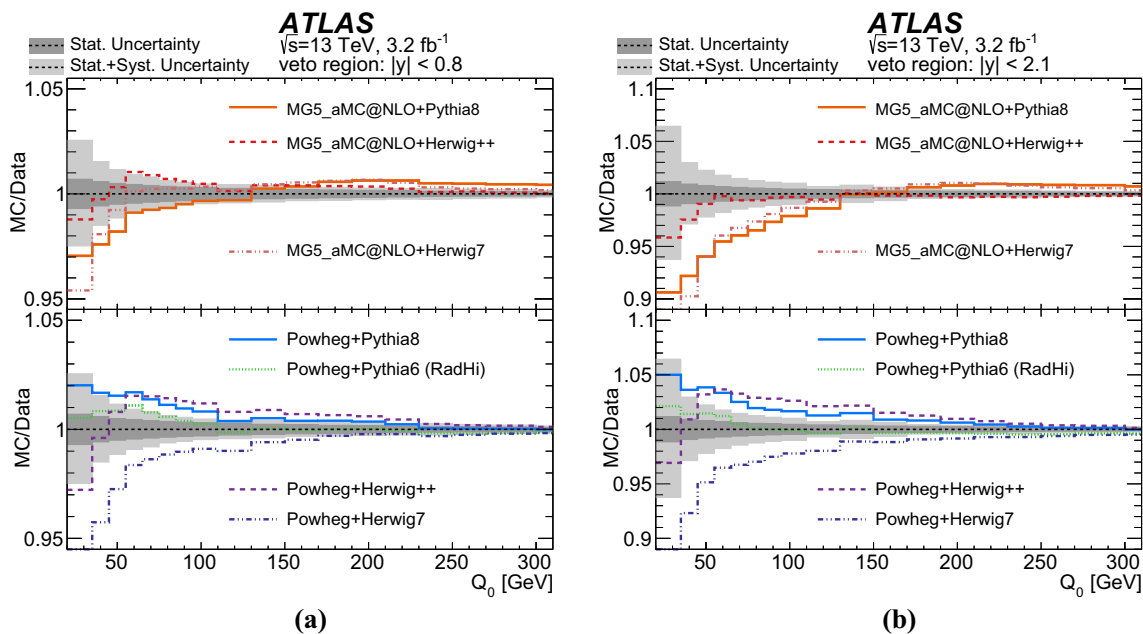 ATLAS
Stat. Uncertainty
√s=13 TeV, 3.2 fb⁻¹
Stat.+Syst. Uncertainty
veto region: |y| < 0.8
1.05
MG5_aMC@NLO+Pythia8
MG5_aMC@NLO+Herwig++
MC/Data
1
MG5_aMC@NLO+Herwig7
0.95
1.05
Powheg+Pythia8
Powheg+Pythia6 (RadHi)
MC/Data
1
Powheg+Herwig++
Powheg+Herwig7
0.95
50 100 150 200 250 300
Q₀ [GeV]
(a)
ATLAS
Stat. Uncertainty
√s=13 TeV, 3.2 fb⁻¹
Stat.+Syst. Uncertainty
veto region: |y| < 2.1
1.1
MG5_aMC@NLO+Pythia8
1.05
MG5_aMC@NLO+Herwig++
MC/Data
1
0.95
MG5_aMC@NLO+Herwig7
0.9
1.1
Powheg+Pythia8
Powheg+Pythia6 (RadHi)
1.05
MC/Data
1
0.95
Powheg+Herwig++
Powheg+Herwig7
0.9
50 100 150 200 250 300
Q₀ [GeV]
(b)